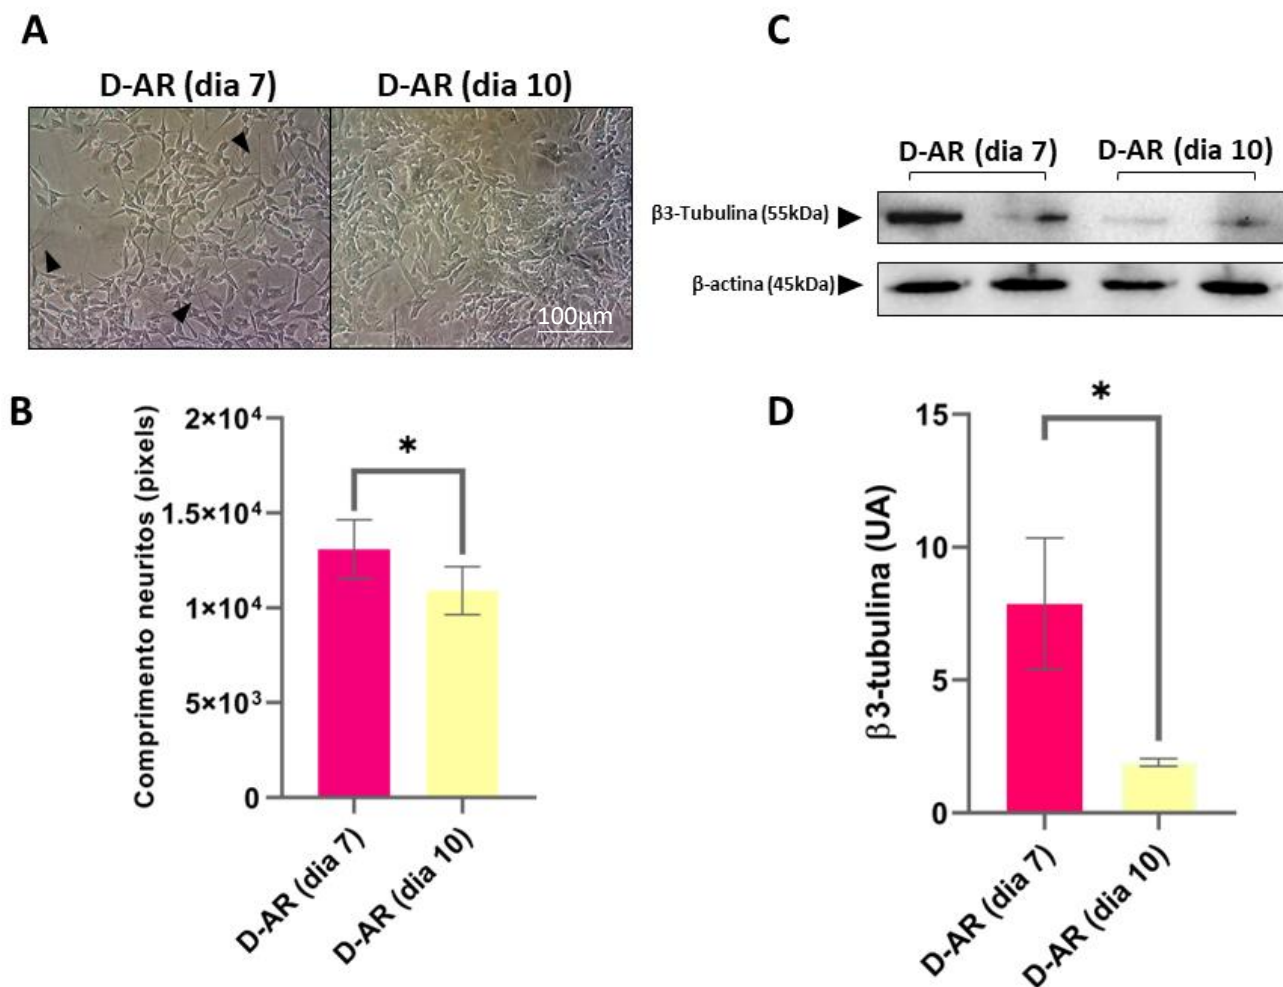 A
D-AR (dia 7)
D-AR (dia 10)
100µm
B
Comprimento neuritos (pixels)
2×10⁴
1.5×10⁴
1×10⁴
5×10³
0
*
D-AR (dia 7)
D-AR (dia 10)
C
D-AR (dia 7)
D-AR (dia 10)
β3-Tubulina (55kDa)
β-actina (45kDa)
D
β3-tubulina (UA)
15
10
5
0
*
D-AR (dia 7)
D-AR (dia 10)